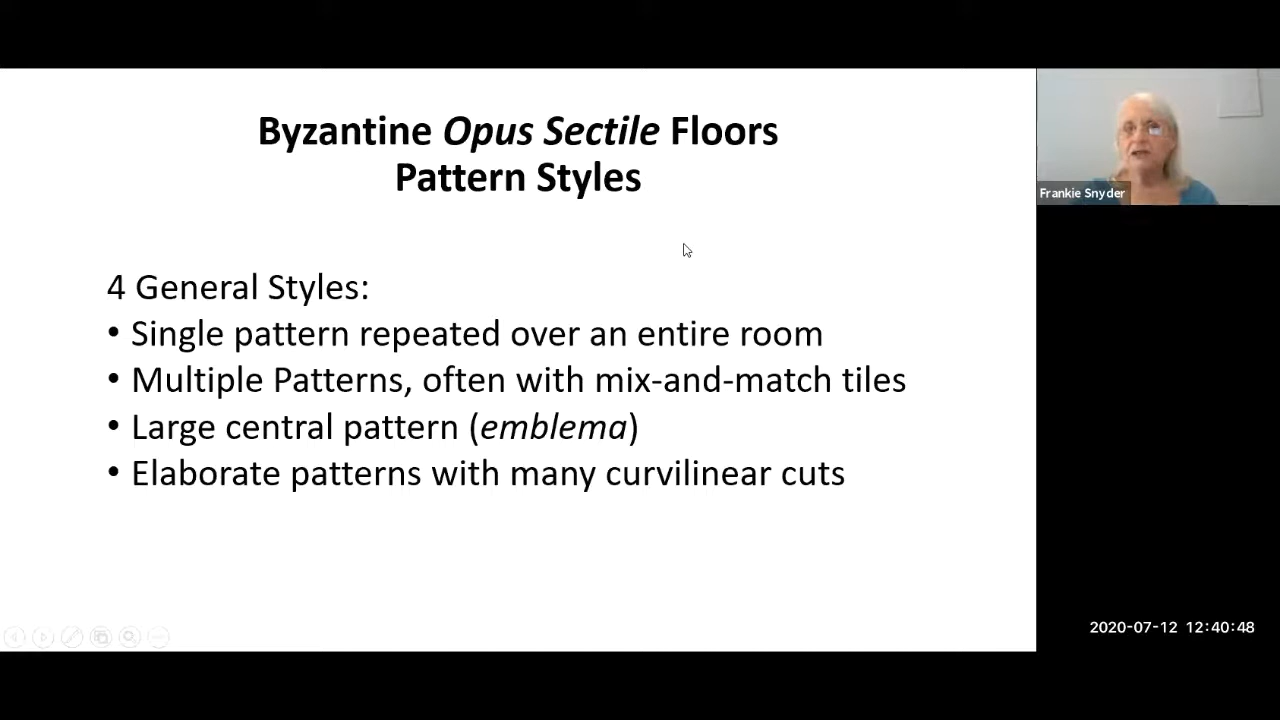 Byzantine Opus Sectile Floors
Pattern Styles
4 General Styles:
• Single pattern repeated over an entire room
• Multiple Patterns, often with mix-and-match tiles
• Large central pattern (emblema)
• Elaborate patterns with many curvilinear cuts
Frankie Snyder
2020-07-12 12:40:48